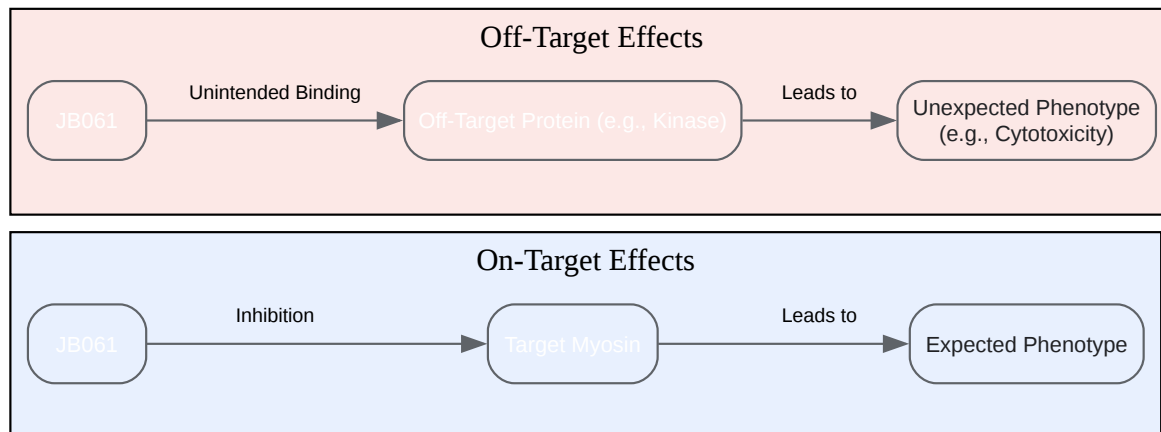 Off-Target Effects
JB061
Unintended Binding
Off-Target Protein (e.g., Kinase)
Leads to
Unexpected Phenotype
(e.g., Cytotoxicity)
On-Target Effects
JB061
Inhibition
Target Myosin
Leads to
Expected Phenotype